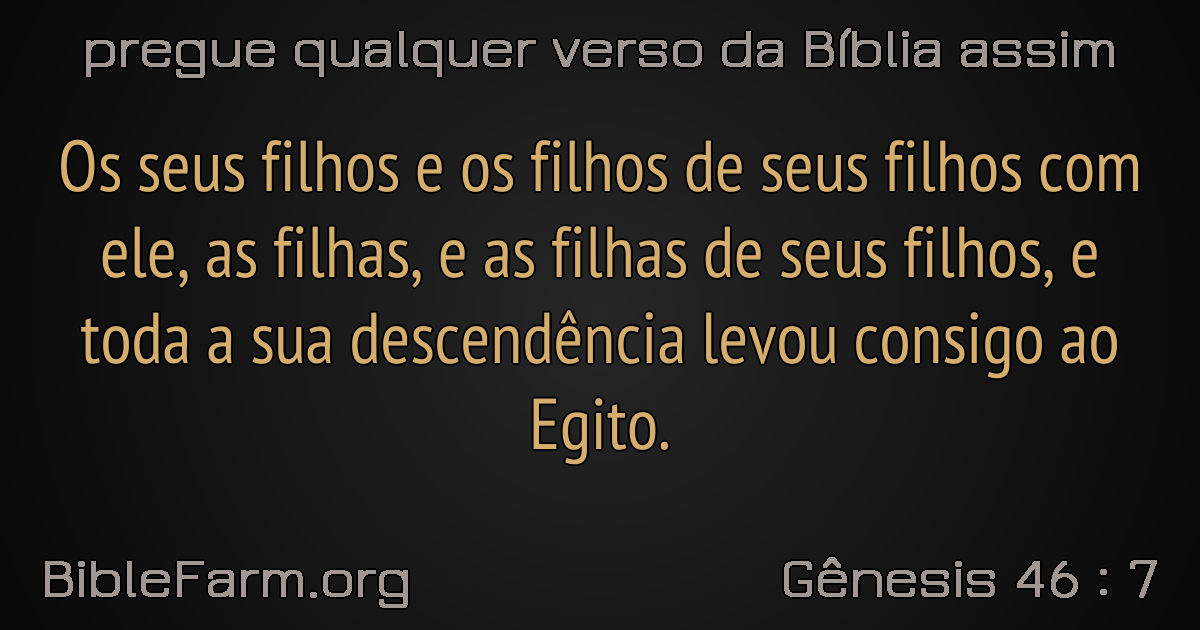 pregue qualquer verso da Bíblia assim
Os seus filhos e os filhos de seus filhos com
ele, as filhas, e as filhas de seus filhos, e
toda a sua descendência levou consigo ao
Egito.
BibleFarm.org
Gênesis 46 : 7